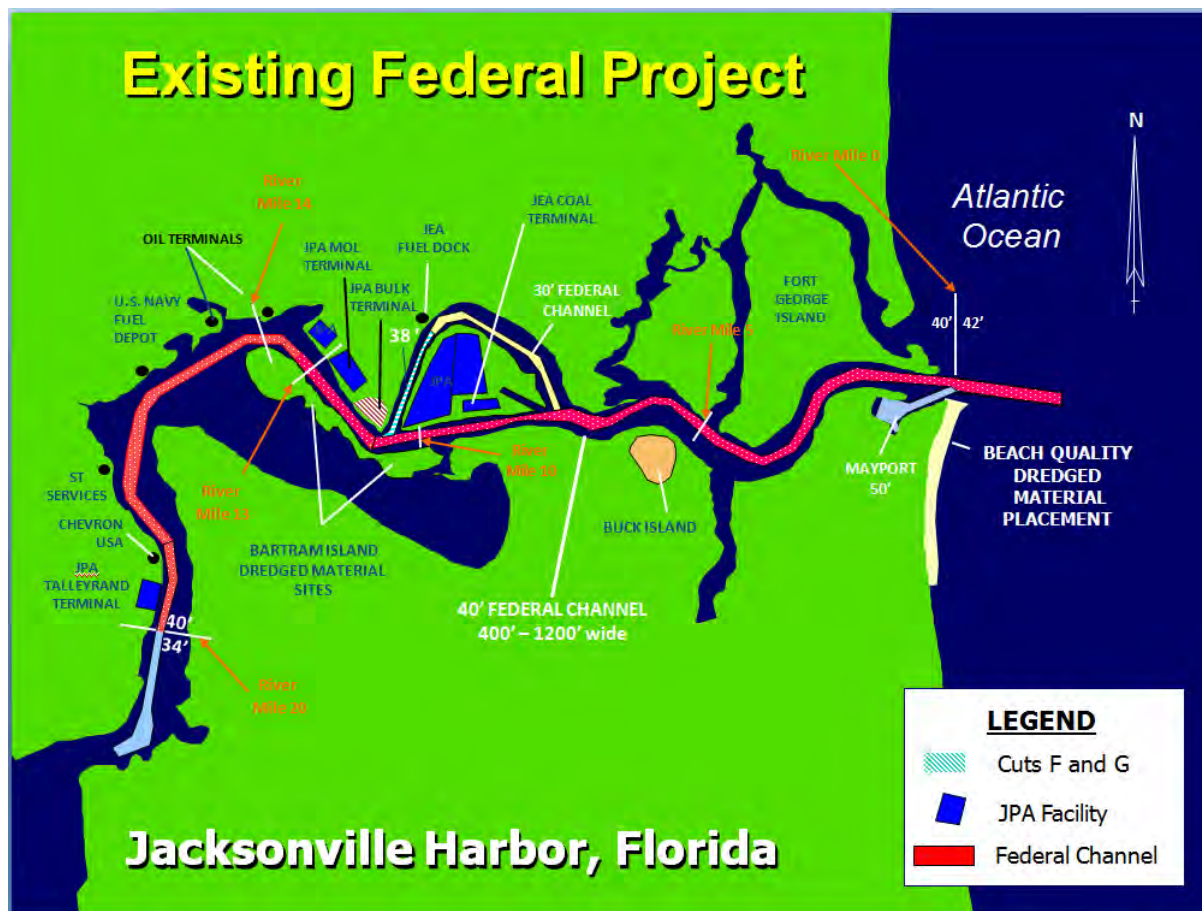 Existing Federal Project
River Mile 0
N
Atlantic
Ocean
River
Mile 14
OIL TERMINALS
JPA MOL
TERMINAL
JEA
FUEL DOCK
JEA COAL
TERMINAL
U.S. NAVY
FUEL
DEPOT
JPA BULK
TERMINAL
30' FEDERAL
CHANNEL
FORT
GEORGE
ISLAND
38 '
River Mile 5
40'
42'
JPA
MAYPORT
50'
BEACH QUALITY
DREDGED
MATERIAL
PLACEMENT
River
Mile 10
ST
SERVICES
River
Mile 13
CHEVRON
USA
BUCK ISLAND
BARTRAM ISLAND
DREDGED MATERIAL
SITES
JPA
TALLEYRAND
TERMINAL
40' FEDERAL CHANNEL
400' – 1200' wide
40'
34'
River
Mile 20
LEGEND
Cuts F and G
JPA Facility
Federal Channel
Jacksonville Harbor, Florida